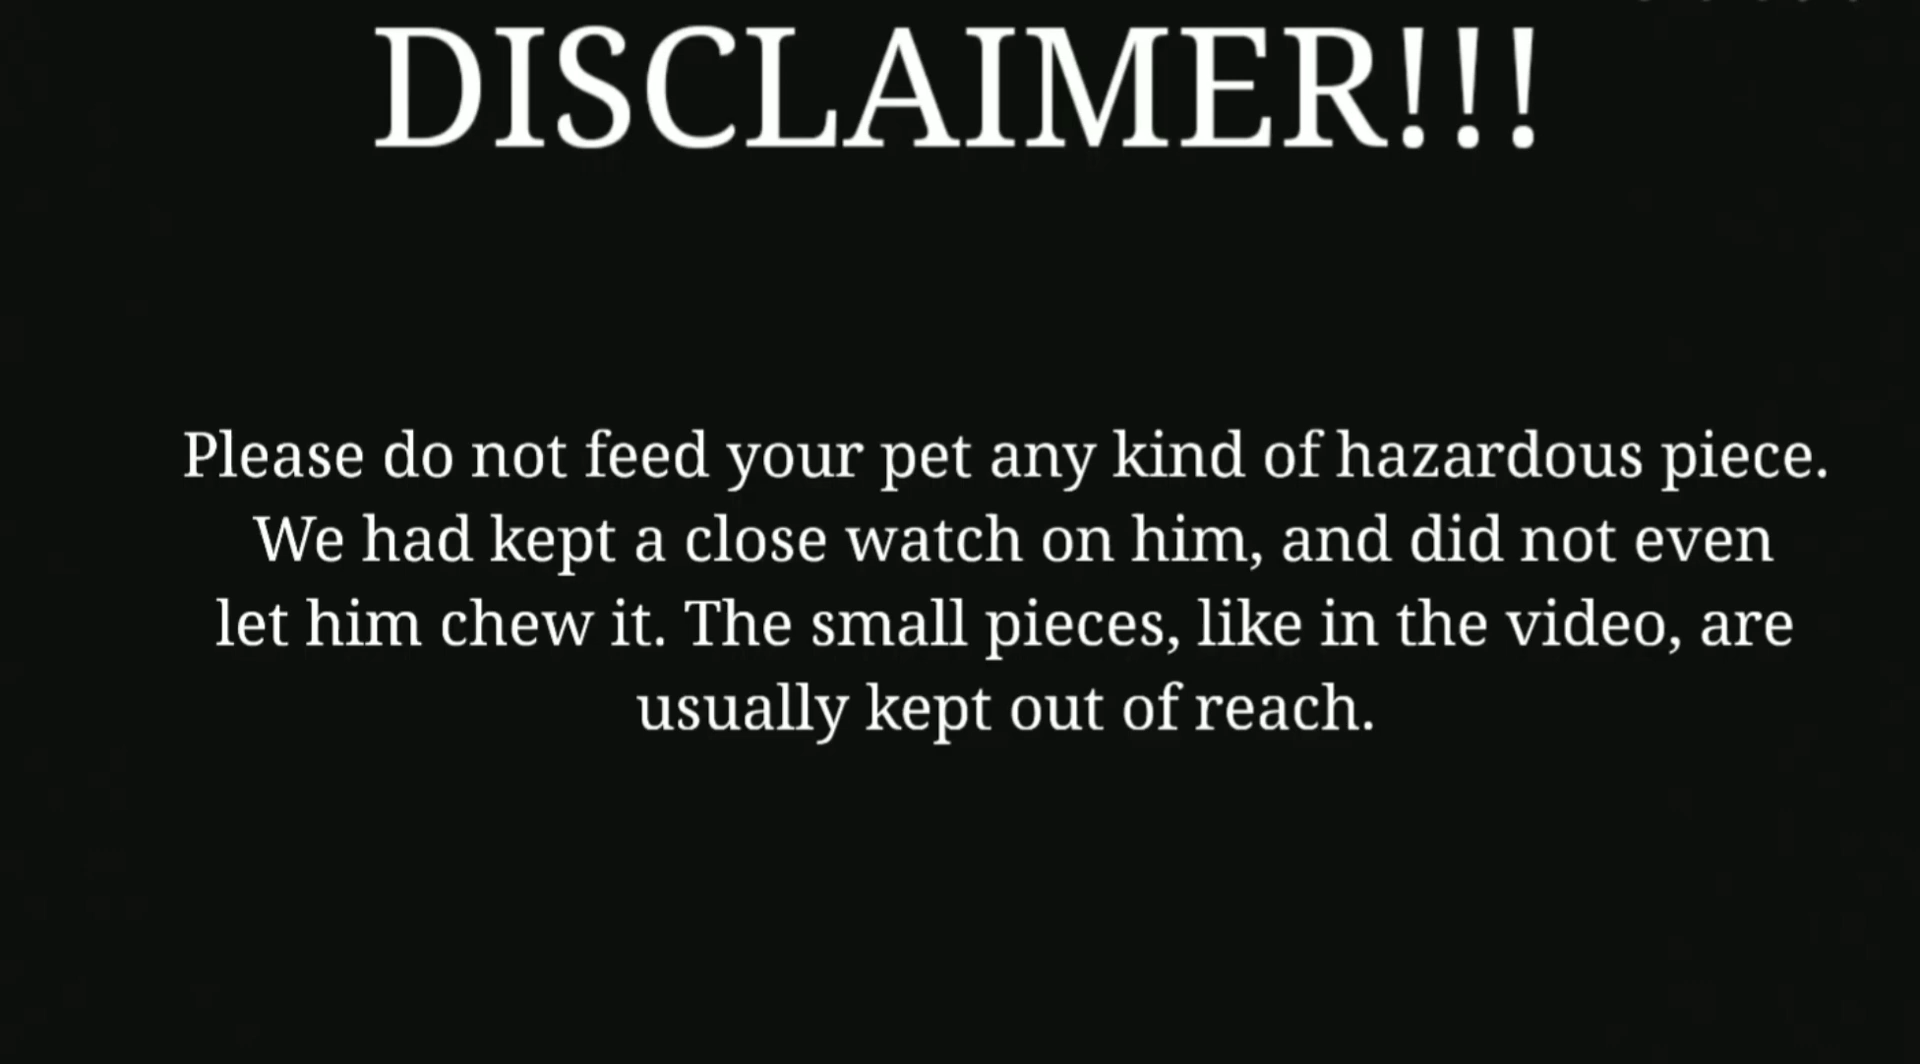 DISCLAIMER!!!
Please do not feed your pet any kind of hazardous piece.
We had kept a close watch on him, and did not even
let him chew it. The small pieces, like in the video, are
usually kept out of reach.